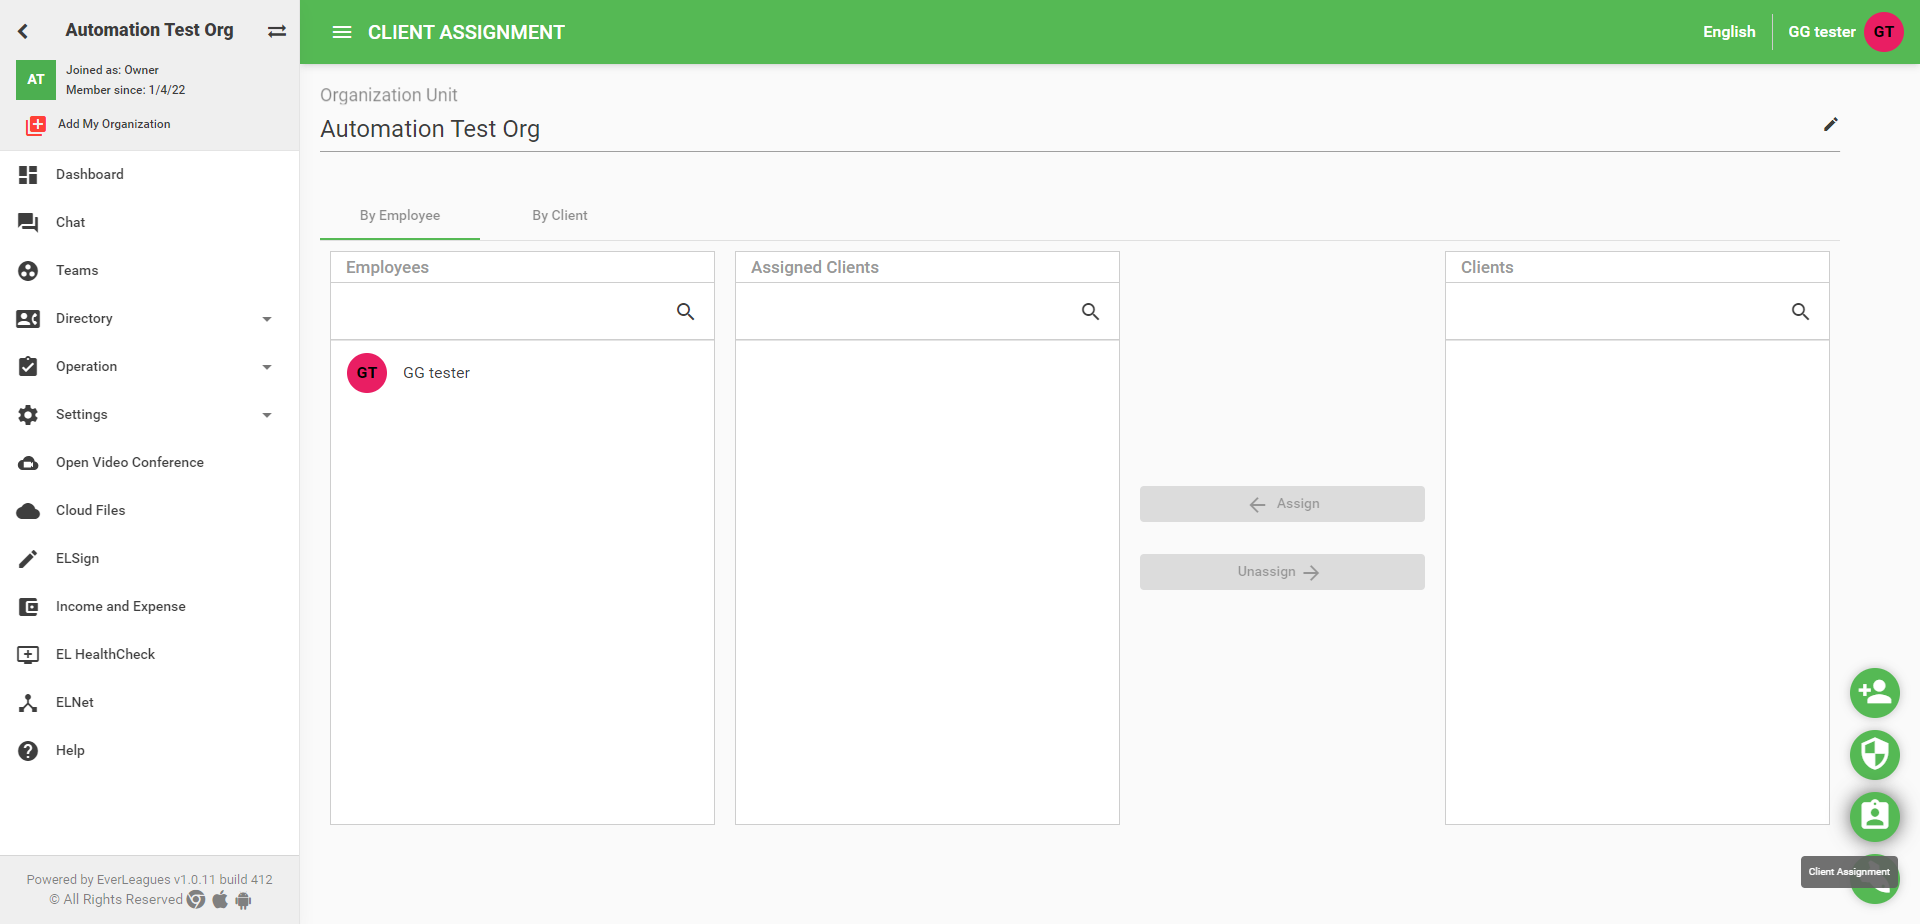 Automation Test Org
AT
Joined as: Owner
Member since: 1/4/22
Add My Organization
Dashboard
Chat
Teams
Directory
Operation
Settings
Open Video Conference
Cloud Files
ELSign
Income and Expense
EL HealthCheck
ELNet
Help
Powered by EverLeagues v1.0.11 build 412
© All Rights Reserved
CLIENT ASSIGNMENT
English
GG tester
GT
Organization Unit
Automation Test Org
By Employee
By Client
Employees
Assigned Clients
Clients
GT
GG tester
Assign
Unassign
Client Assignment